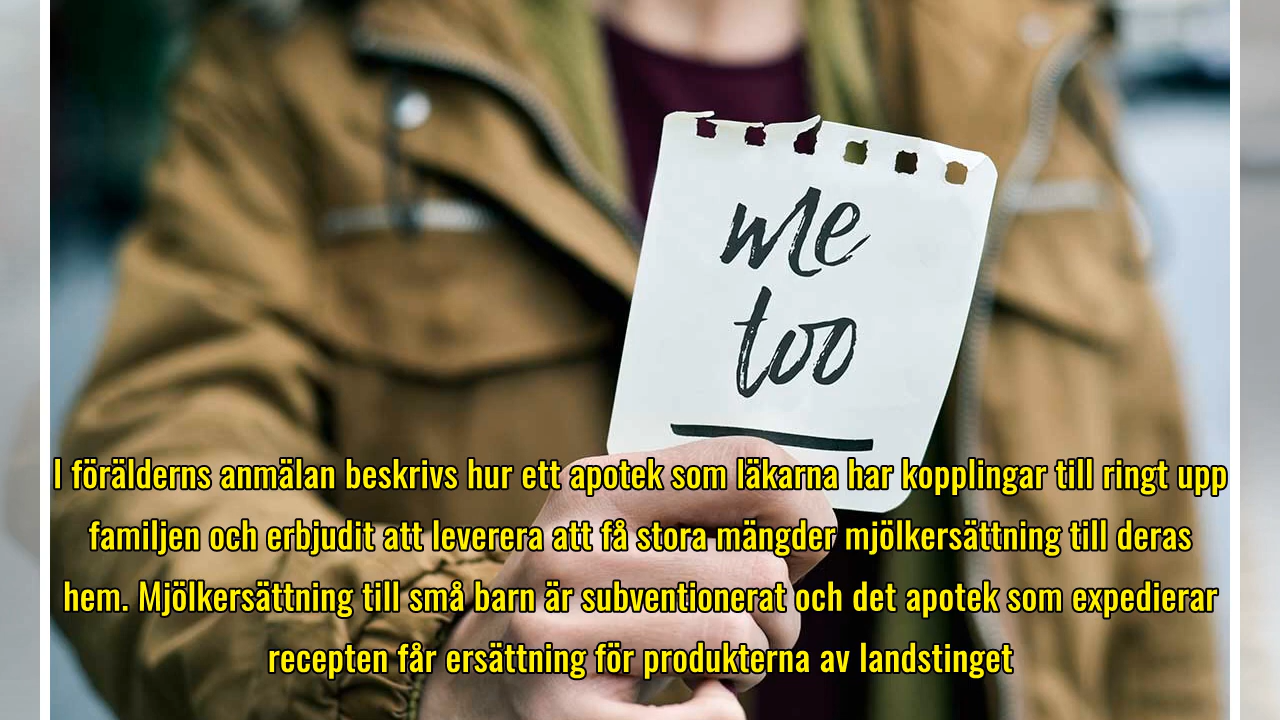 me
too
I förälderns anmälan beskrivs hur ett apotek som läkarna har kopplingar till ringt upp
familjen och erbjudit att leverera att få stora mängder mjölkersättning till deras
hem. Mjölkersättning till små barn är subventionerat och det apotek som expedierar
recepten får ersättning för produkterna av landstinget